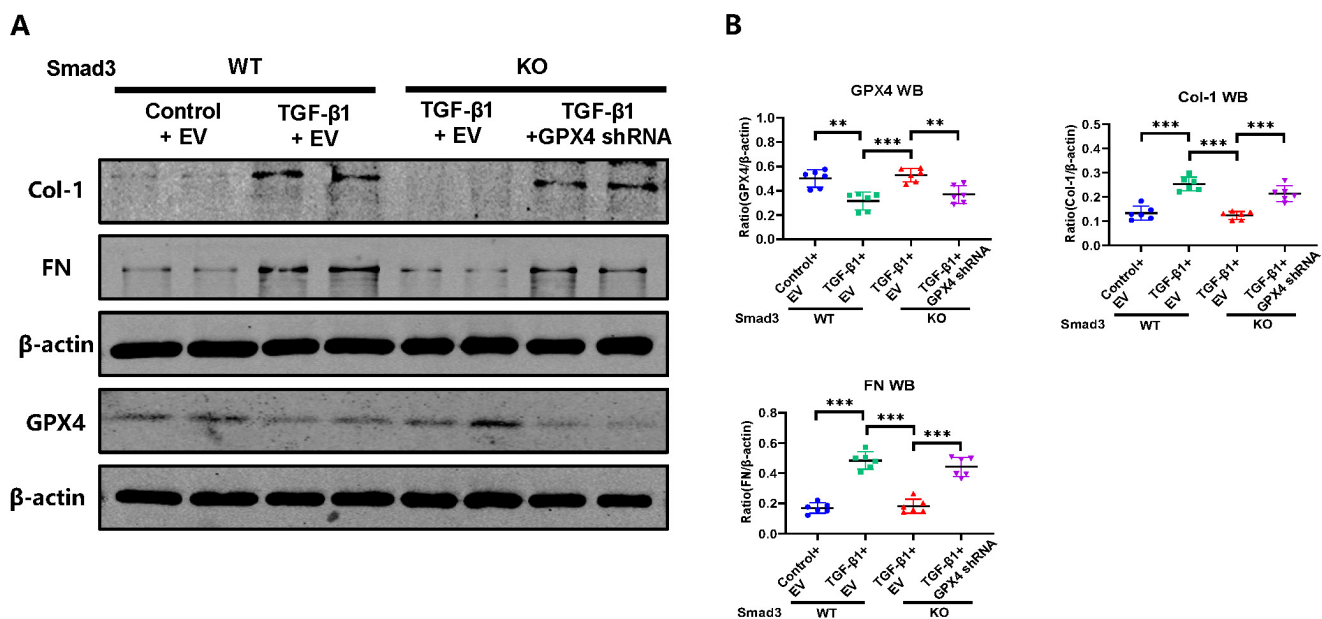 A
Smad3 WT KO
Control + EV
TGF-β1 + EV
TGF-β1 + EV
TGF-β1 +GPX4 shRNA
Col-1
FN
β-actin
GPX4
β-actin
B
GPX4 WB
Ratio(GPX4/β-actin)
1.0
0.8
0.6
0.4
0.2
0.0
** *** **
Control+ EV
TGF-β1+ EV
TGF-β1+ EV
TGF-β1+ GPX4 shRNA
Smad3 WT KO
Col-1 WB
Ratio(Col-1/β-actin)
0.5
0.4
0.3
0.2
0.1
0.0
*** *** ***
Control+ EV
TGF-β1+ EV
TGF-β1+ EV
TGF-β1+ GPX4 shRNA
Smad3 WT KO
FN WB
Ratio(FN/β-actin)
0.8
0.6
0.4
0.2
0.0
*** *** ***
Control+ EV
TGF-β1+ EV
TGF-β1+ EV
TGF-β1+ GPX4 shRNA
Smad3 WT KO